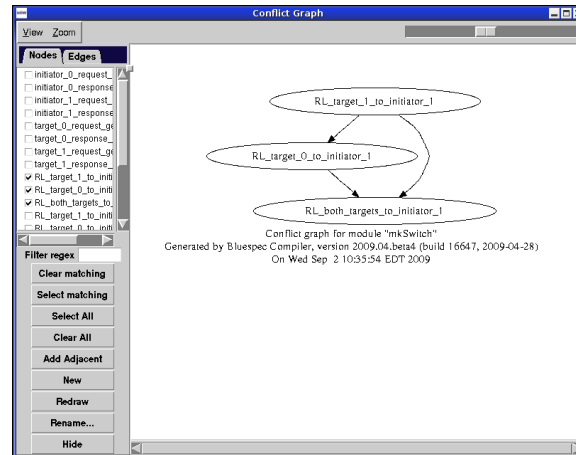 Conflict Graph
View Zoom
Nodes Edges
initiator_0_request_
initiator_0_response
initiator_1_request_
initiator_1_response
target_0_request_ge
target_0_response_
target_1_request_ge
target_1_response_
RL_target_1_to_initi
RL_target_0_to_initi
RL_both_targets_to_
RL_target_1_to_initi
RL_target_0_to_initi
Filter regex
Clear matching
Select matching
Select All
Clear All
Add Adjacent
New
Redraw
Rename...
Hide
RL_target_1_to_initiator_1
RL_target_0_to_initiator_1
RL_both_targets_to_initiator_1
Conflict graph for module "mkSwitch"
Generated by Bluespec Compiler, version 2009.04.beta4 (build 16647, 2009-04-28)
On Wed Sep 2 10:35:54 EDT 2009